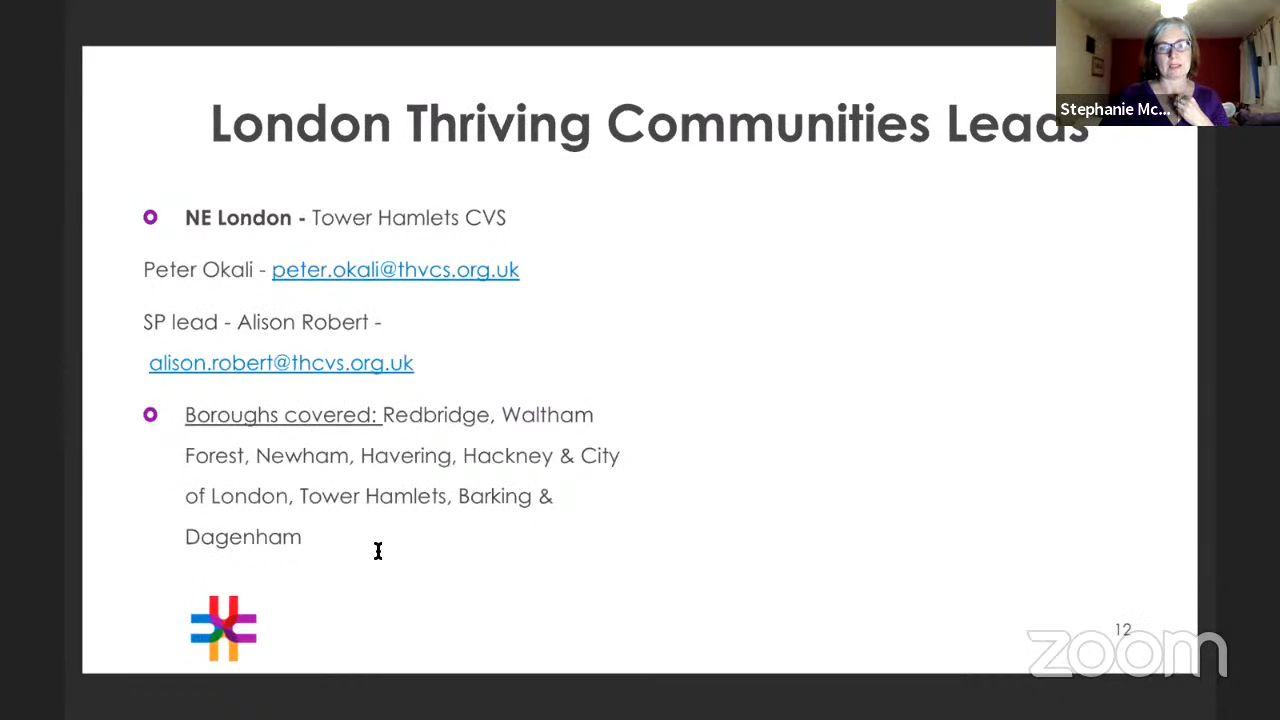 London Thriving Communities Leads
Stephanie Mc...
NE London - Tower Hamlets CVS
Peter Okali - peter.okali@thvcs.org.uk
SP lead - Alison Robert -
alison.robert@thcvs.org.uk
Boroughs covered: Redbridge, Waltham
Forest, Newham, Havering, Hackney & City
of London, Tower Hamlets, Barking &
Dagenham
12
zoom